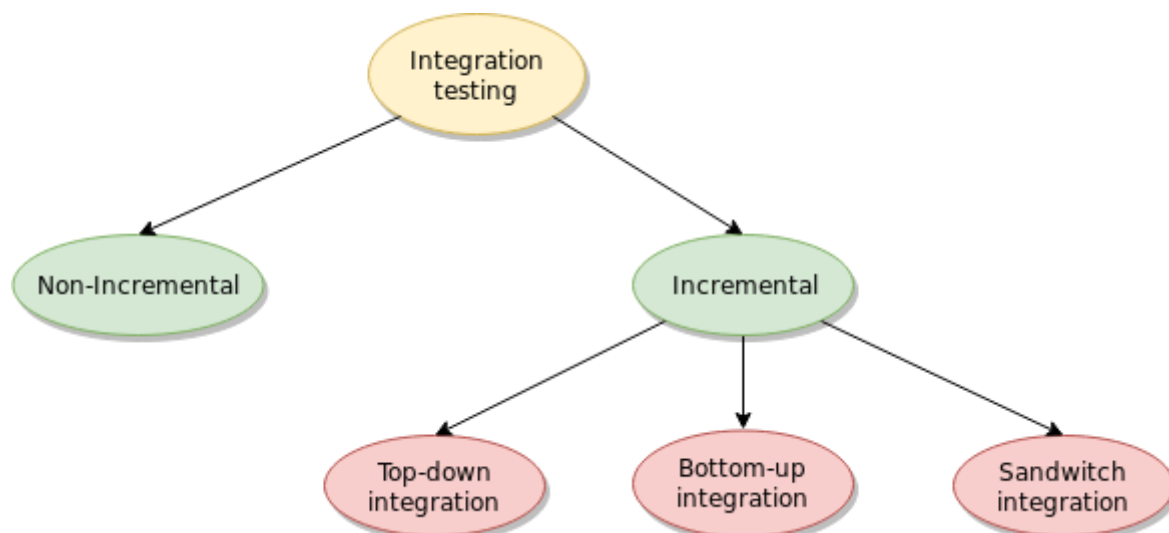 Integration
testing
Non-Incremental
Incremental
Top-down
integration
Bottom-up
integration
Sandwitch
integration